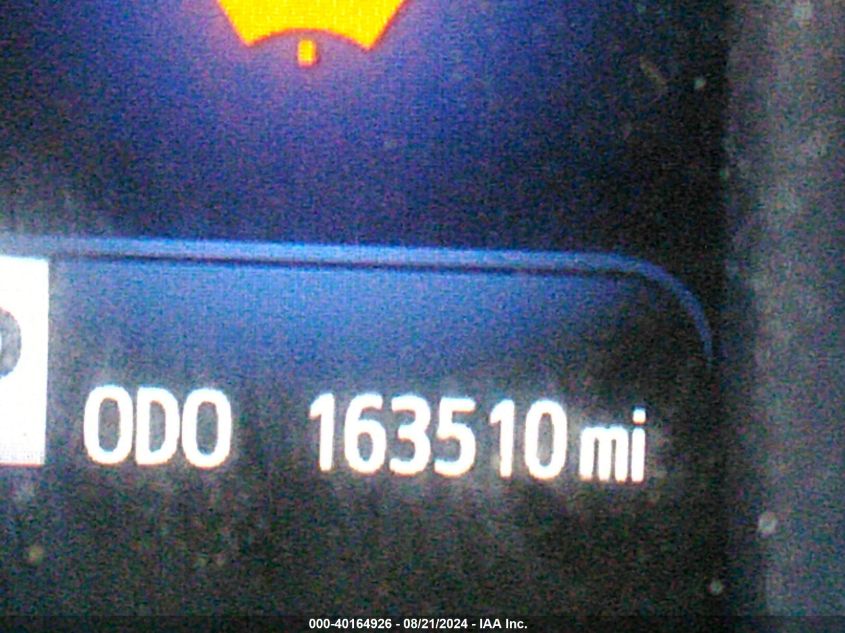 ODO 163510 mi
000-40164926 - 08/21/2024 - IAA Inc.